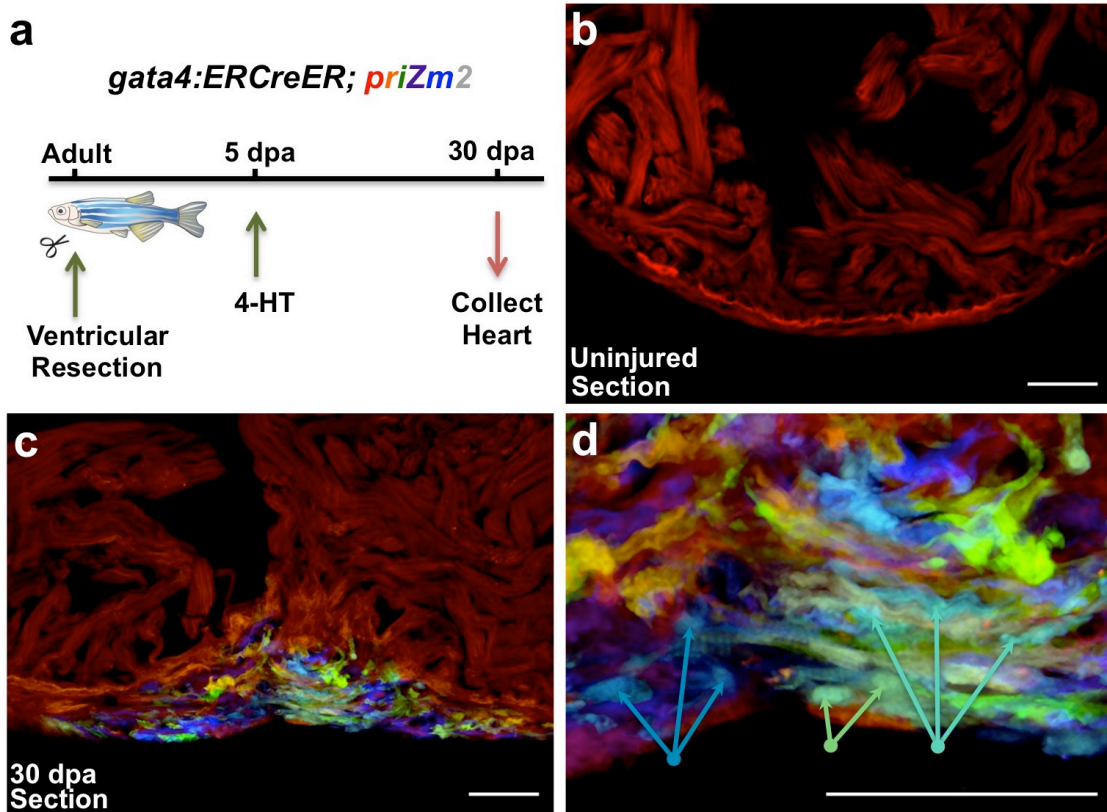 a
gata4:ERCreER; priZm2
Adult
5 dpa
30 dpa
4-HT
Ventricular
Resection
Collect
Heart
b
Uninjured
Section
c
30 dpa
Section
d